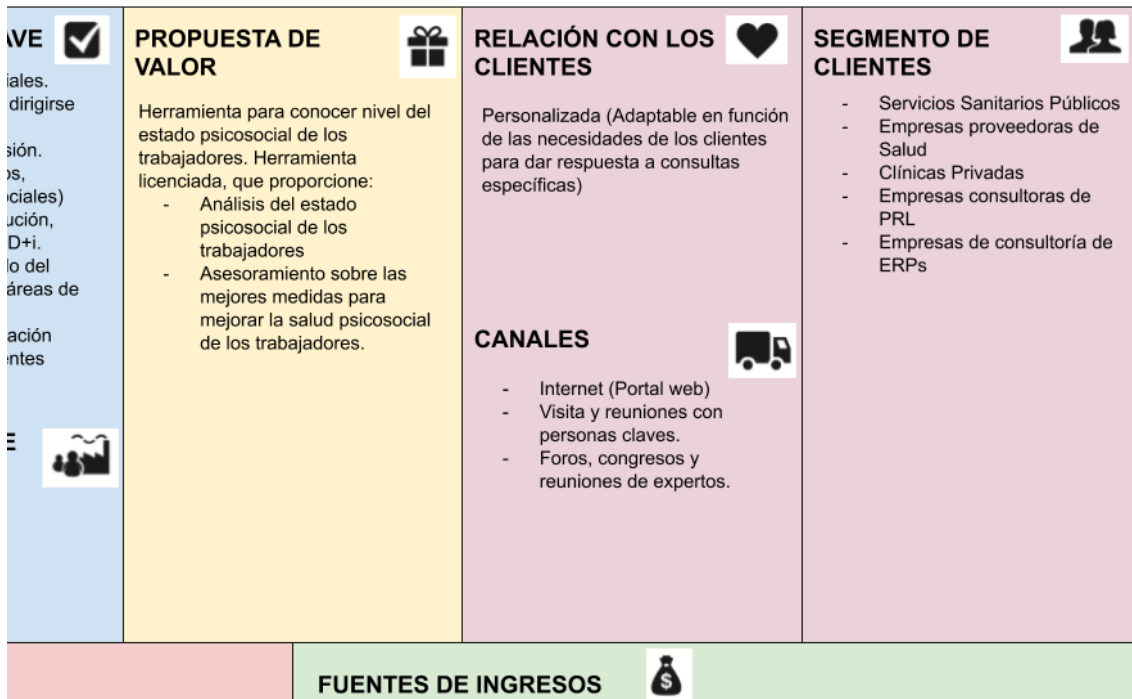 AVE
iales.
dirigirse
sión.
os,
ociales)
ución,
D+i.
lo del
áreas de
ación
entes
E
PROPUESTA DE
VALOR
Herramienta para conocer nivel del
estado psicosocial de los
trabajadores. Herramienta
licenciada, que proporcione:
- Análisis del estado
psicosocial de los
trabajadores
- Asesoramiento sobre las
mejores medidas para
mejorar la salud psicosocial
de los trabajadores.
RELACIÓN CON LOS
CLIENTES
Personalizada (Adaptable en función
de las necesidades de los clientes
para dar respuesta a consultas
específicas)
CANALES
- Internet (Portal web)
- Visita y reuniones con
personas claves.
- Foros, congresos y
reuniones de expertos.
SEGMENTO DE
CLIENTES
- Servicios Sanitarios Públicos
- Empresas proveedoras de
Salud
- Clínicas Privadas
- Empresas consultoras de
PRL
- Empresas de consultoría de
ERPs
FUENTES DE INGRESOS
$